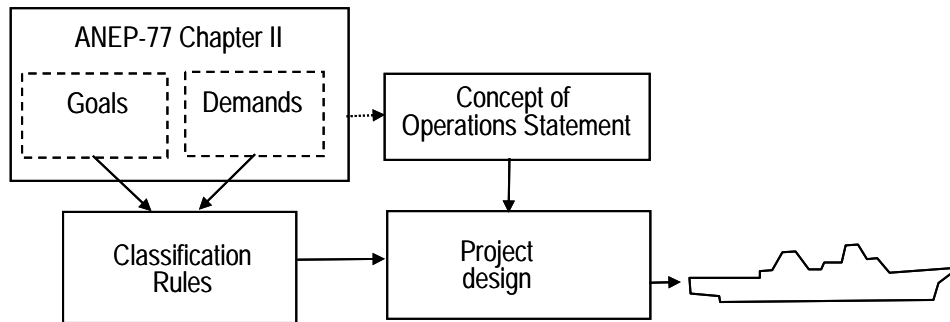 ANEP-77 Chapter II
Goals
Demands
Concept of
Operations Statement
Classification
Rules
Project
design